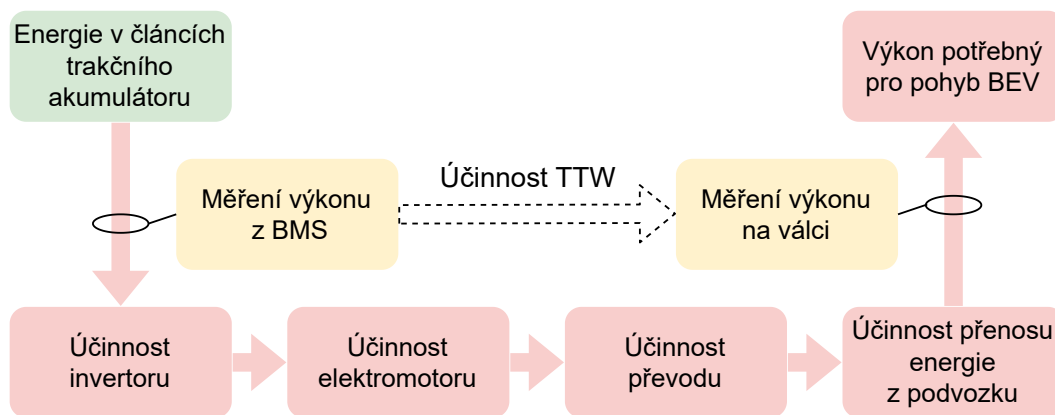 Energie v článcích
trakčního
akumulátoru
Výkon potřebný
pro pohyb BEV
Účinnost TTW
Měření výkonu
z BMS
Měření výkonu
na válci
Účinnost
invertoru
Účinnost
elektromotoru
Účinnost
převodu
Účinnost přenosu
energie
z podvozku